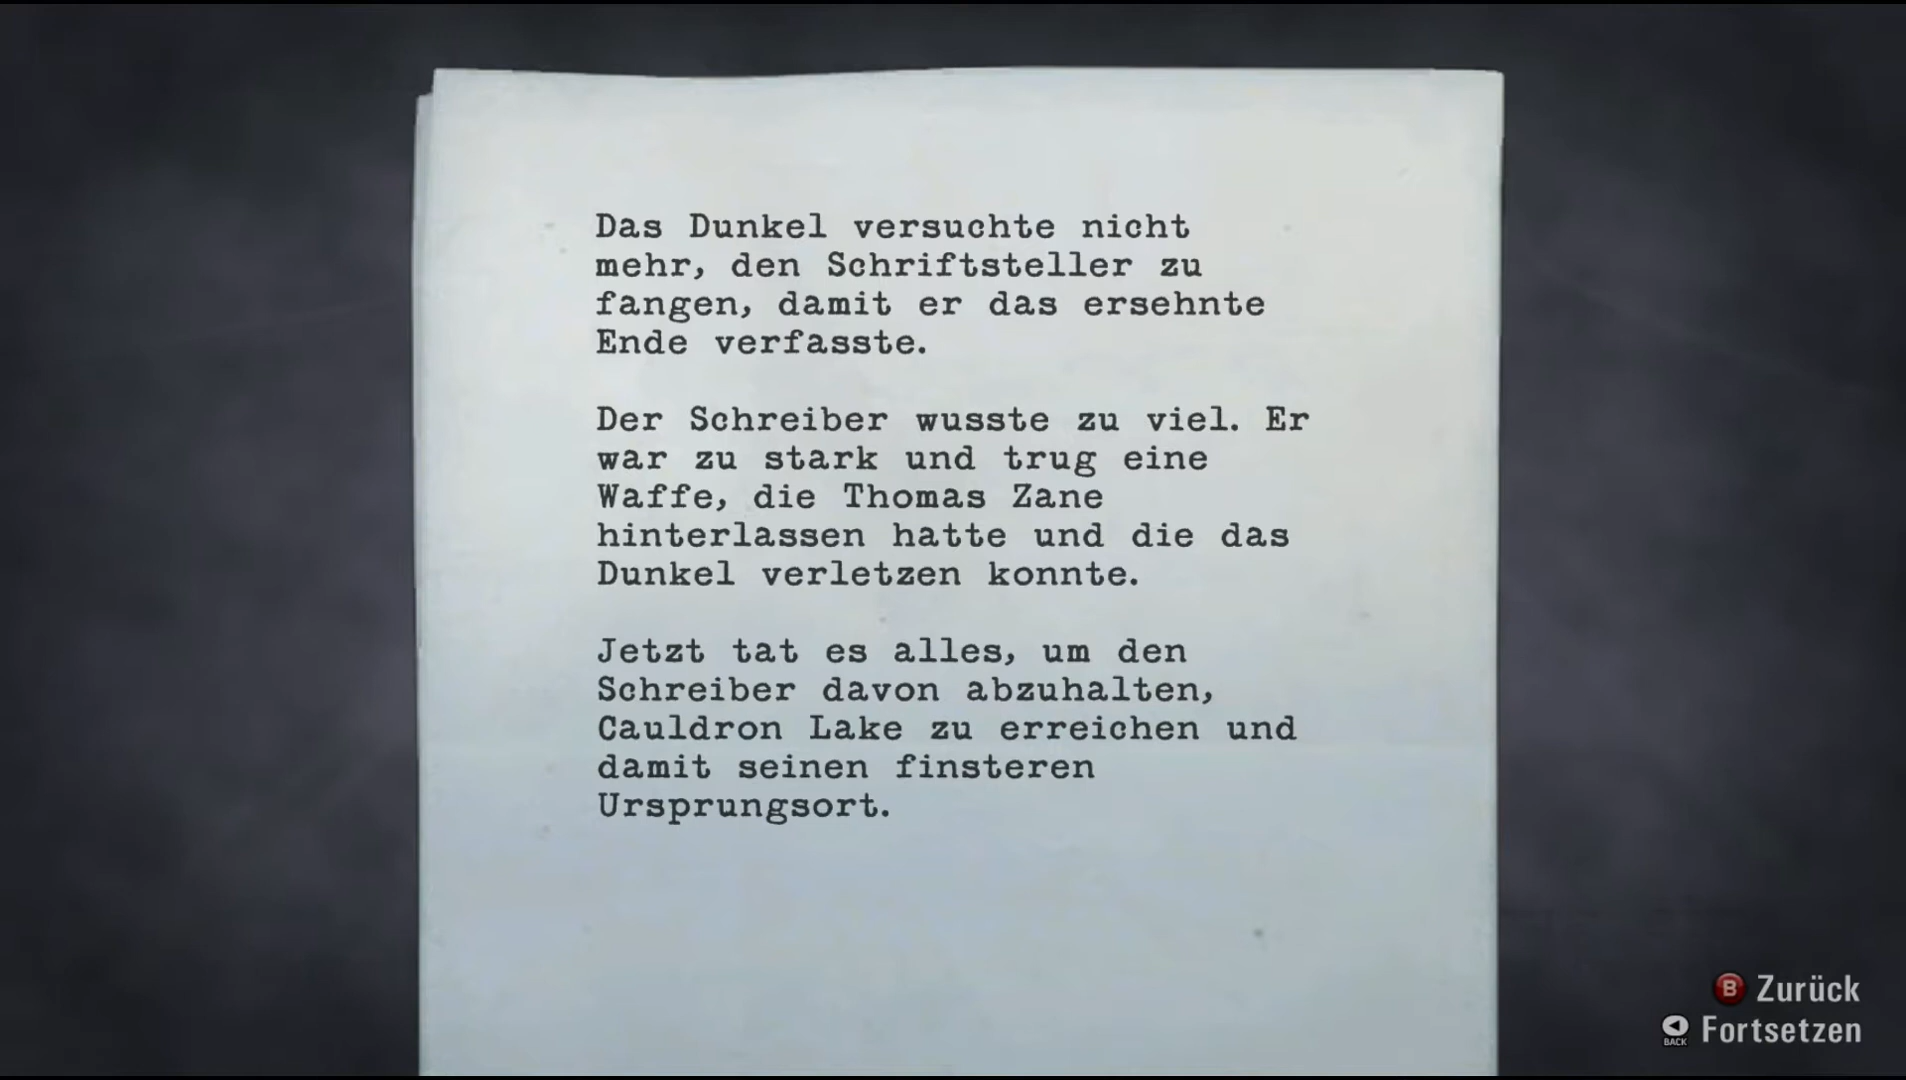 Das Dunkel versuchte nicht
mehr, den Schriftsteller zu
fangen, damit er das ersehnte
Ende verfasste.
Der Schreiber wusste zu viel. Er
war zu stark und trug eine
Waffe, die Thomas Zane
hinterlassen hatte und die das
Dunkel verletzen konnte.
Jetzt tat es alles, um den
Schreiber davon abzuhalten,
Cauldron Lake zu erreichen und
damit seinen finsteren
Ursprungsort.
B Zurück
BACK Fortsetzen